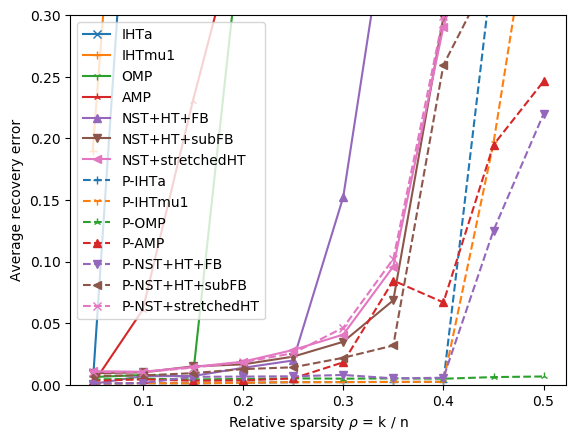 0.30
0.25
0.20
0.15
0.10
0.05
0.00
Average recovery error
IHTa
IHTmu1
OMP
AMP
NST+HT+FB
NST+HT+subFB
NST+stretchedHT
P-IHTa
P-IHTmu1
P-OMP
P-AMP
P-NST+HT+FB
P-NST+HT+subFB
P-NST+stretchedHT
0.1 0.2 0.3 0.4 0.5
Relative sparsity ρ = k / n